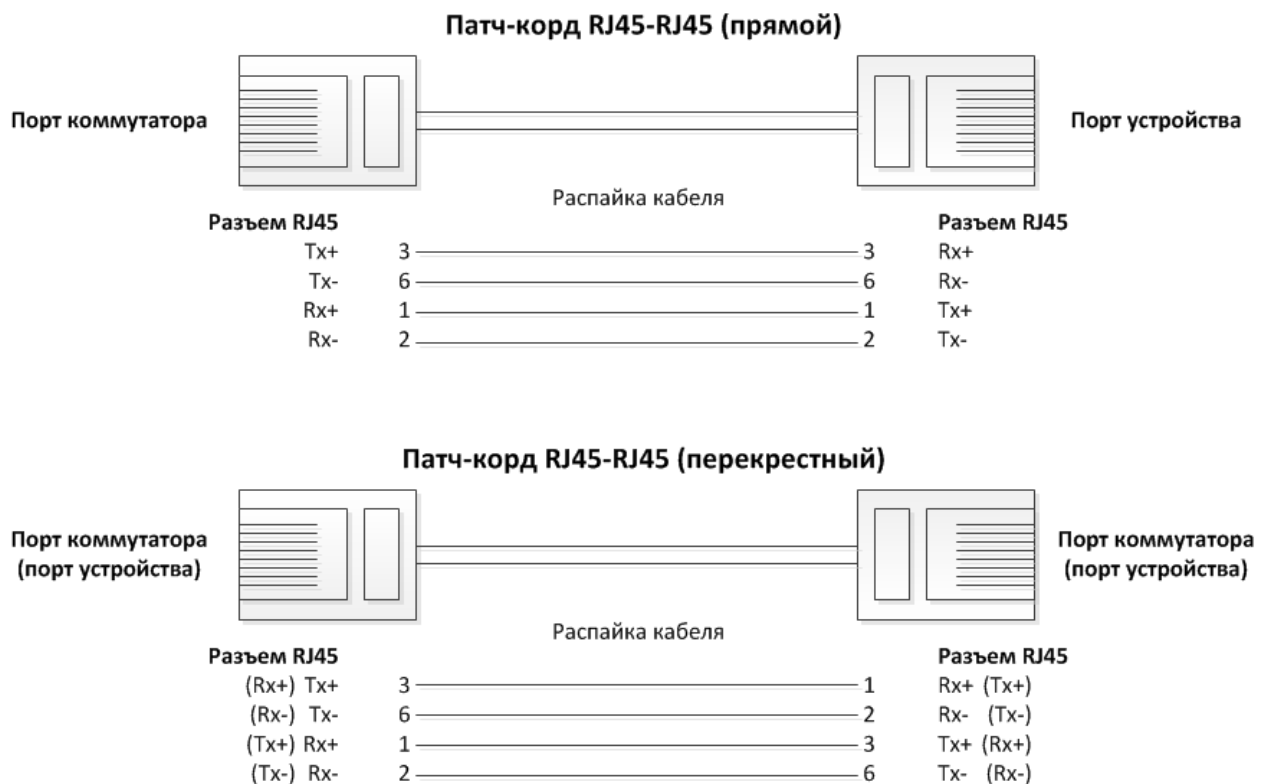 Патч-корд RJ45-RJ45 (прямой)
Порт коммутатора
Порт устройства
Распайка кабеля
Разъем RJ45 Разъем RJ45
Tx+ 3 3 Rx+
Tx- 6 6 Rx-
Rx+ 1 1 Tx+
Rx- 2 2 Tx-
Патч-корд RJ45-RJ45 (перекрестный)
Порт коммутатора
(порт устройства)
Порт коммутатора
(порт устройства)
Распайка кабеля
Разъем RJ45 Разъем RJ45
(Rx+) Tx+ 3 1 Rx+ (Tx+)
(Rx-) Tx- 6 2 Rx- (Tx-)
(Tx+) Rx+ 1 3 Tx+ (Rx+)
(Tx-) Rx- 2 6 Tx- (Rx-)